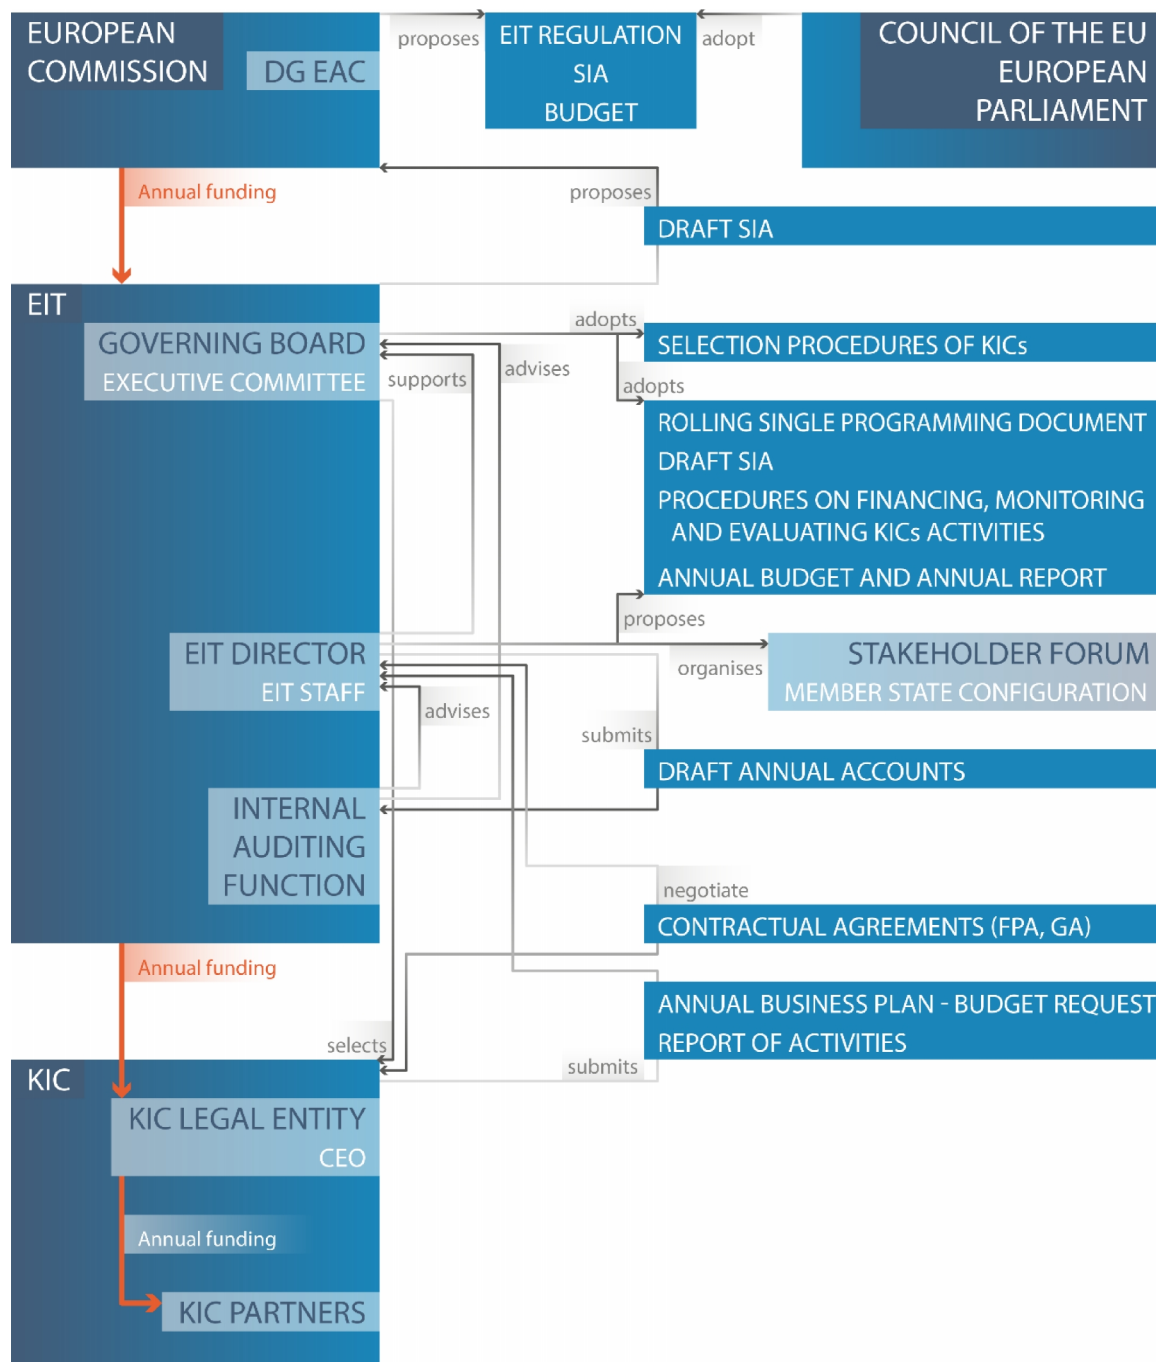 EUROPEAN
COMMISSION
DG EAC
proposes
EIT REGULATION
SIA
BUDGET
adopt
COUNCIL OF THE EU
EUROPEAN
PARLIAMENT
Annual funding
proposes
DRAFT SIA
EIT
GOVERNING BOARD
EXECUTIVE COMMITTEE
supports
advises
adopts
SELECTION PROCEDURES OF KICs
adopts
ROLLING SINGLE PROGRAMMING DOCUMENT
DRAFT SIA
PROCEDURES ON FINANCING, MONITORING
AND EVALUATING KICs ACTIVITIES
ANNUAL BUDGET AND ANNUAL REPORT
proposes
EIT DIRECTOR
EIT STAFF
advises
organises
STAKEHOLDER FORUM
MEMBER STATE CONFIGURATION
submits
DRAFT ANNUAL ACCOUNTS
INTERNAL
AUDITING
FUNCTION
negotiate
CONTRACTUAL AGREEMENTS (FPA, GA)
Annual funding
ANNUAL BUSINESS PLAN - BUDGET REQUEST
REPORT OF ACTIVITIES
selects
submits
KIC
KIC LEGAL ENTITY
CEO
Annual funding
KIC PARTNERS